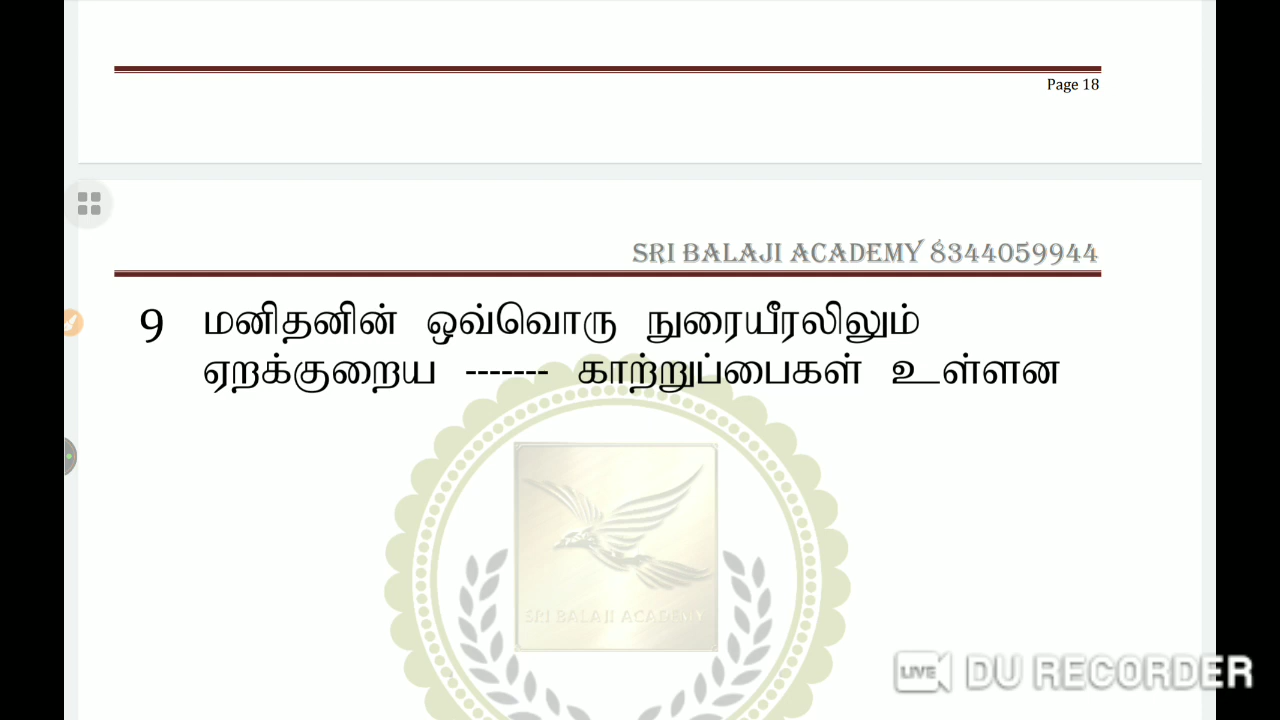 Page 18
SRI BALAJI ACADEMY 8344059944
9 மனிதனின் ஒவ்வொரு நுரையீரலிலும்
ஏறக்குறைய ------- காற்றுப்பைகள் உள்ளன
SRI BALAJI ACADEMY
LIVE DU RECORDER